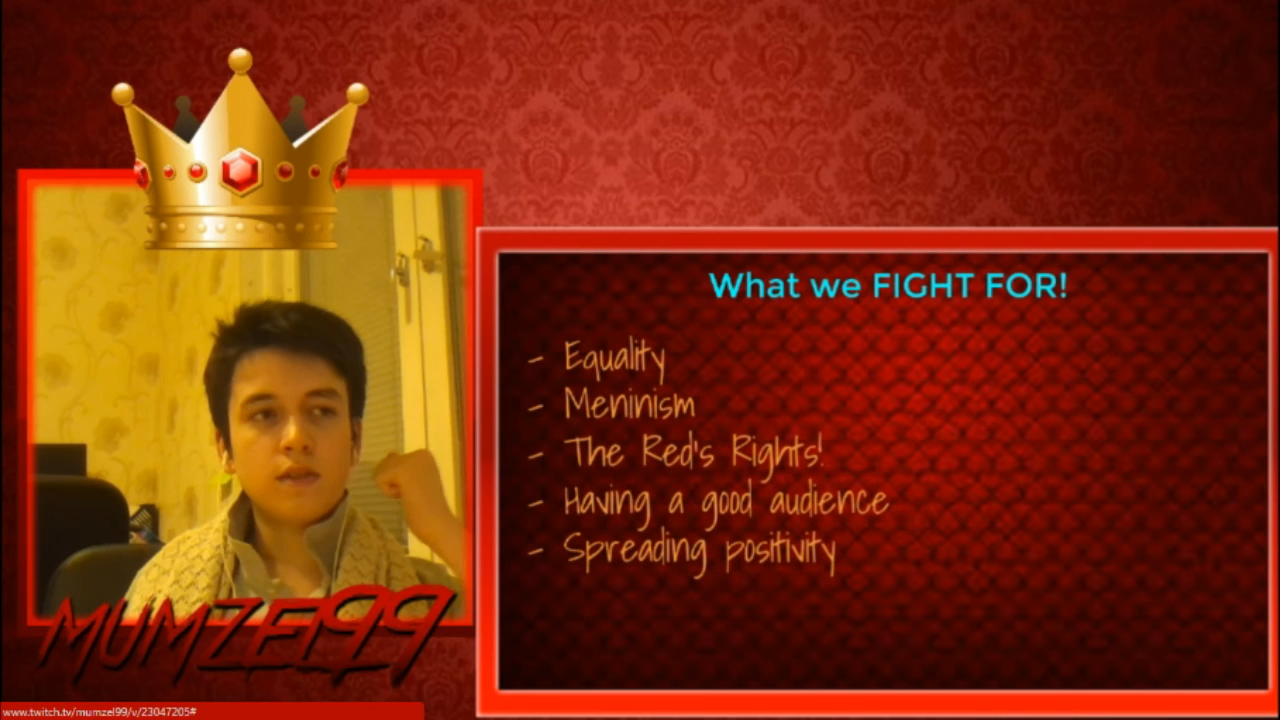 What we FIGHT FOR!
- Equality
- Meninism
- The Red's Rights!
- Having a good audience
- Spreading positivity
MUMZEl99
www.twitch.tv/mumzel99/v/23047205#